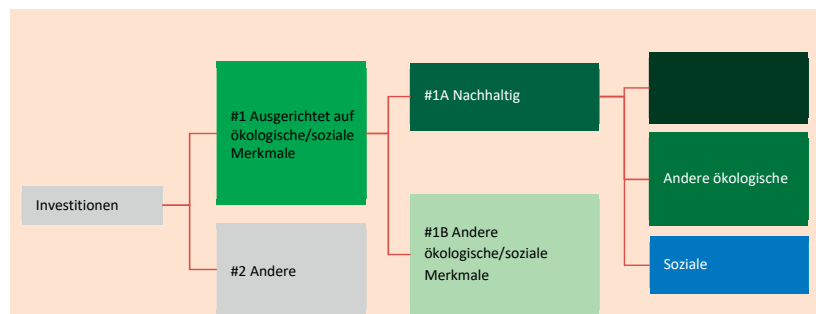 Investitionen
#1 Ausgerichtet auf
ökologische/soziale
Merkmale
#2 Andere
#1A Nachhaltig
#1B Andere
ökologische/soziale
Merkmale
Andere ökologische
Soziale